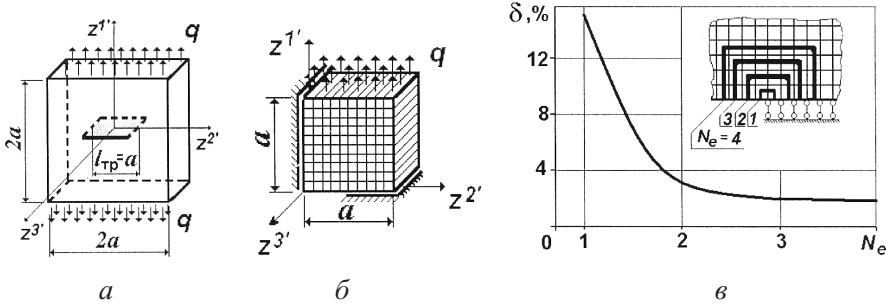 z¹'
q
2a
lтр=a
z²'
z³'
q
2a
а
z¹'
q
a
a
z²'
z³'
б
δ,%
12
8
4
0
1
2
3
Nₑ
3 2 1
Nₑ = 4
в